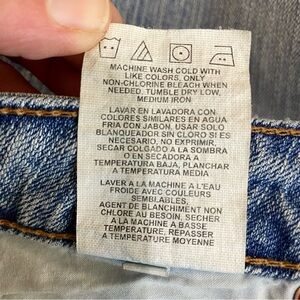 MACHINE WASH COLD WITH
LIKE COLORS, ONLY
NON-CHLORINE BLEACH WHEN
NEEDED, TUMBLE DRY LOW,
MEDIUM IRON
LAVAR EN LAVADORA CON
COLORES SIMILARES EN AGUA
FRIA CON JABON, USAR SOLO
BLANQUEADOR SIN CLORO SI ES
NECESARIO, NO EXPRIMIR,
SECAR COLGADO A LA SOMBRA
O EN SECADORA A
TEMPERATURA BAJA, PLANCHAR
A TEMPERATURA MEDIA
LAVER A LA MACHINE A L'EAU
FROIDE AVEC COULEURS
SEMBLABLES,
AGENT DE BLANCHIMENT NON
CHLORE AU BESOIN, SECHER
A LA MACHINE A BASSE
TEMPERATURE, REPASSER
A TEMPERATURE MOYENNE